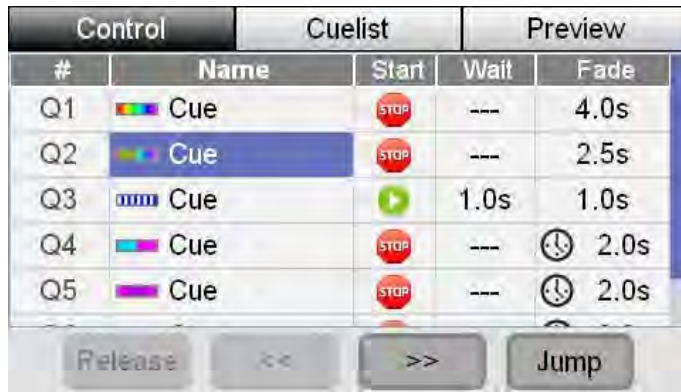 Control Cuelist Preview
# Name Start Wait Fade
Q1 Cue STOP --- 4.0s
Q2 Cue STOP --- 2.5s
Q3 Cue 1.0s 1.0s
Q4 Cue STOP --- 2.0s
Q5 Cue STOP --- 2.0s
Release << >> Jump